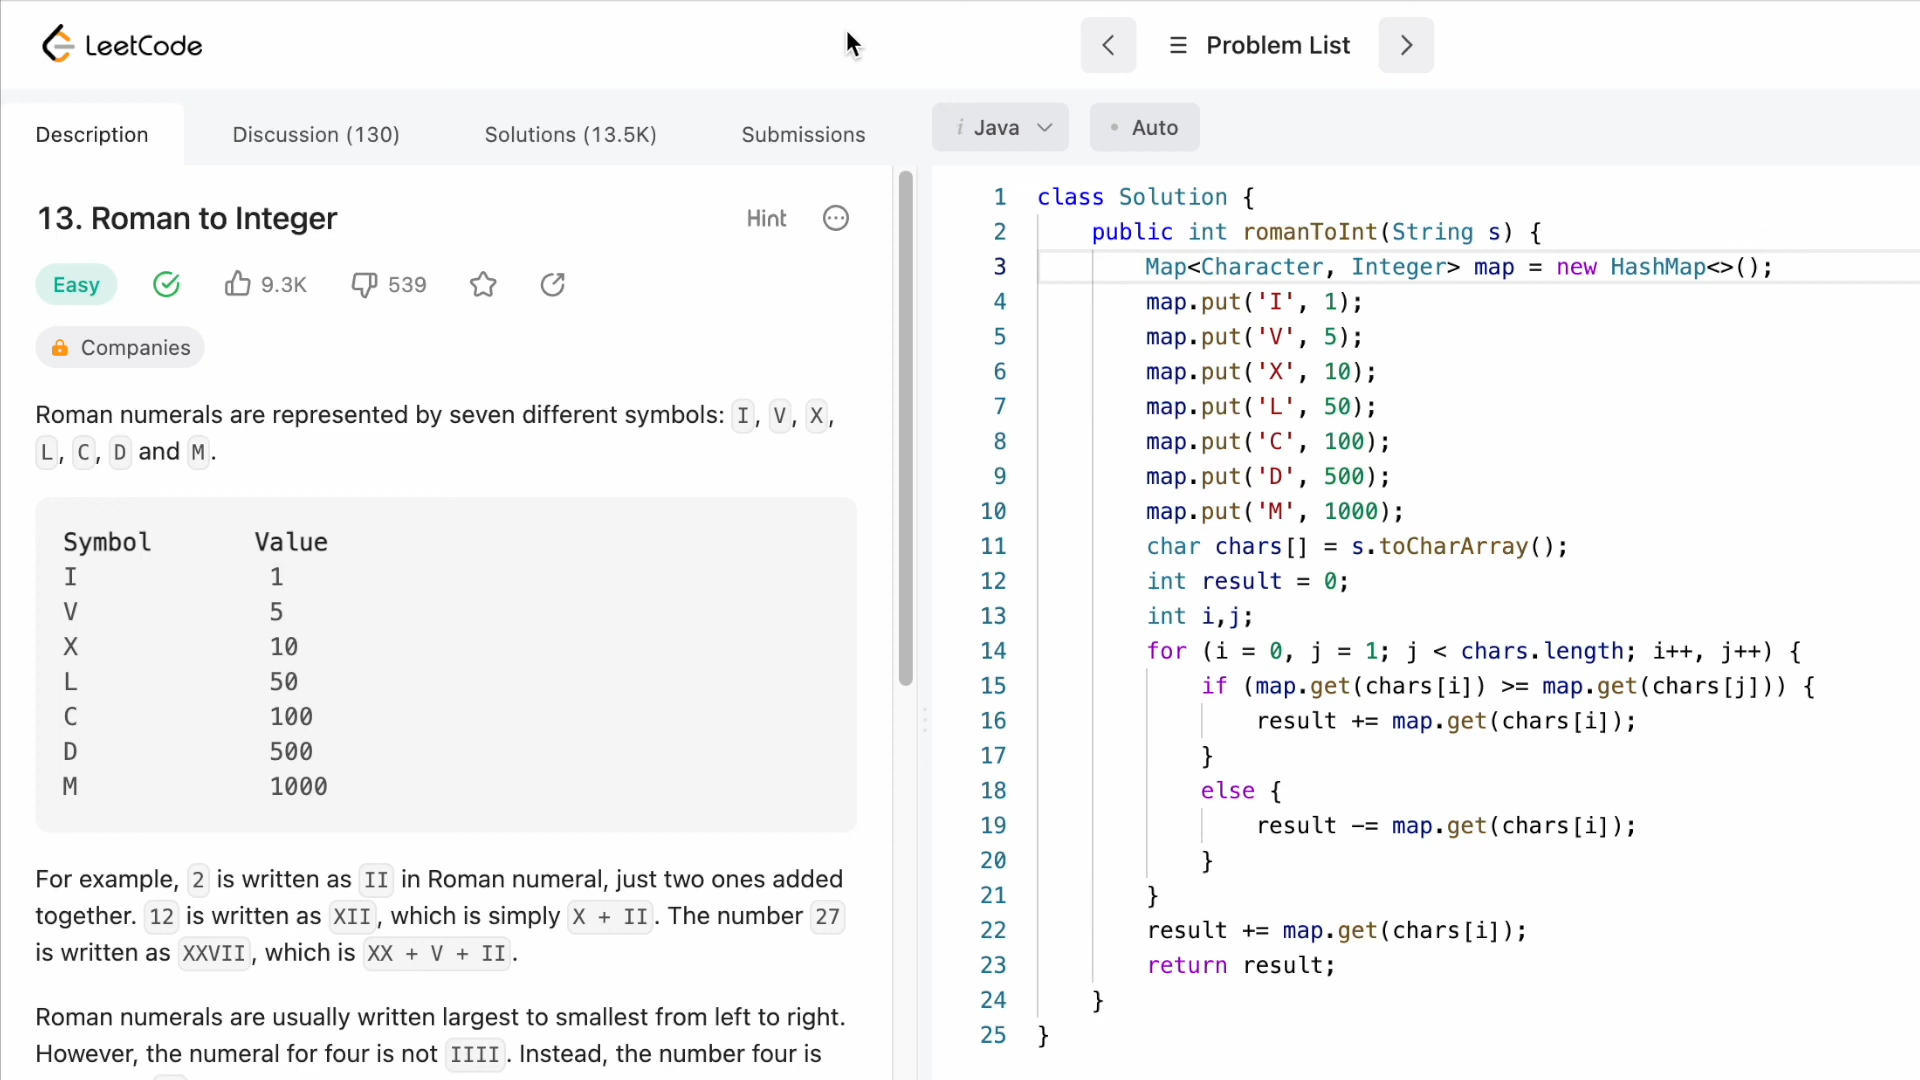 LeetCode
Problem List
Description
Discussion (130)
Solutions (13.5K)
Submissions
i Java
• Auto
13. Roman to Integer
Hint
Easy
9.3K
539
Companies
Roman numerals are represented by seven different symbols: I, V, X,
L, C, D and M.
Symbol Value
I 1
V 5
X 10
L 50
C 100
D 500
M 1000
For example, 2 is written as II in Roman numeral, just two ones added
together. 12 is written as XII, which is simply X + II. The number 27
is written as XXVII, which is XX + V + II.
Roman numerals are usually written largest to smallest from left to right.
However, the numeral for four is not IIII. Instead, the number four is
1 class Solution {
2 public int romanToInt(String s) {
3 Map<Character, Integer> map = new HashMap<>();
4 map.put('I', 1);
5 map.put('V', 5);
6 map.put('X', 10);
7 map.put('L', 50);
8 map.put('C', 100);
9 map.put('D', 500);
10 map.put('M', 1000);
11 char chars[] = s.toCharArray();
12 int result = 0;
13 int i,j;
14 for (i = 0, j = 1; j < chars.length; i++, j++) {
15 if (map.get(chars[i]) >= map.get(chars[j])) {
16 result += map.get(chars[i]);
17 }
18 else {
19 result -= map.get(chars[i]);
20 }
21 }
22 result += map.get(chars[i]);
23 return result;
24 }
25 }